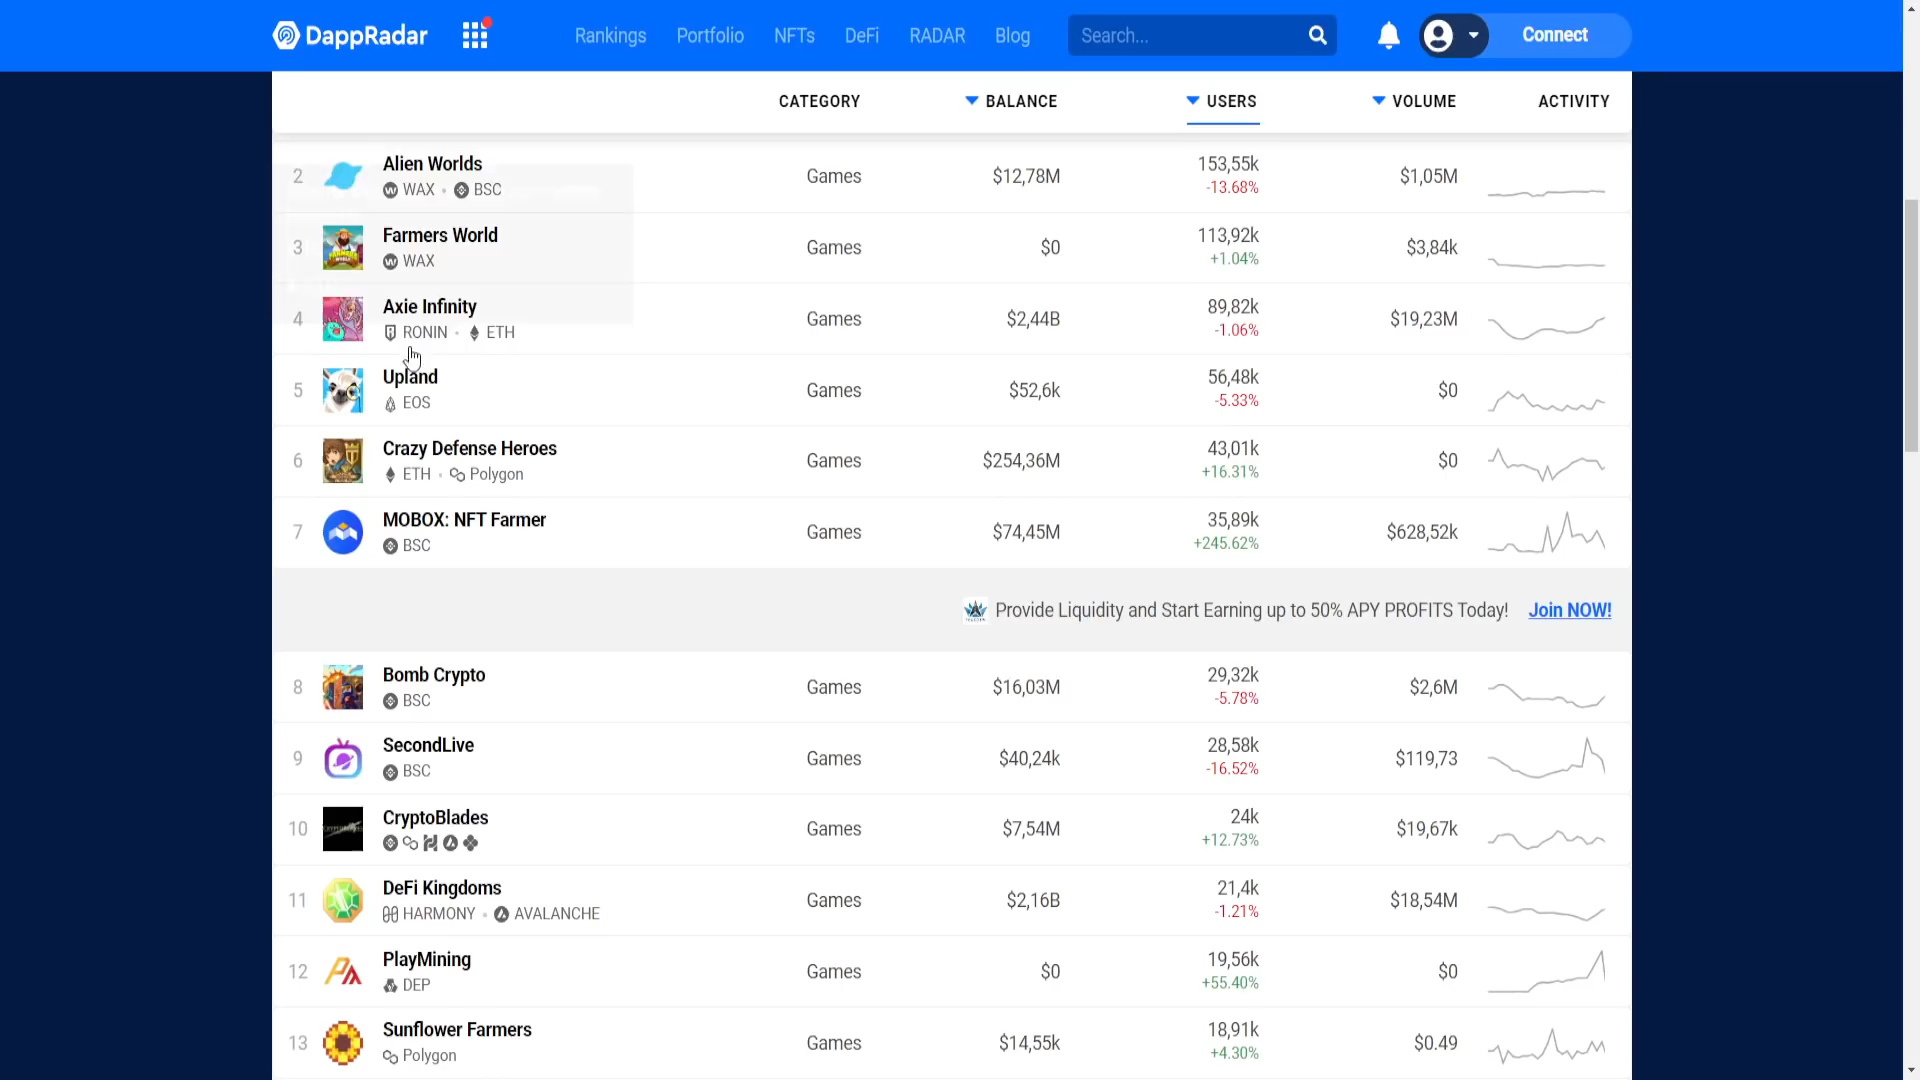 DappRadar Rankings Portfolio NFTs DeFi RADAR Blog Search... Connect
CATEGORY BALANCE USERS VOLUME ACTIVITY
2 Alien Worlds Games $12,78M 153,55k $1,05M
WAX • BSC -13.68%
3 Farmers World Games $0 113,92k $3,84k
WAX +1.04%
4 Axie Infinity Games $2,44B 89,82k $19,23M
RONIN • ETH -1.06%
5 Upland Games $52,6k 56,48k $0
EOS -5.33%
6 Crazy Defense Heroes Games $254,36M 43,01k $0
ETH • Polygon +16.31%
7 MOBOX: NFT Farmer Games $74,45M 35,89k $628,52k
BSC +245.62%
Provide Liquidity and Start Earning up to 50% APY PROFITS Today! Join NOW!
8 Bomb Crypto Games $16,03M 29,32k $2,6M
BSC -5.78%
9 SecondLive Games $40,24k 28,58k $119,73
BSC -16.52%
10 CryptoBlades Games $7,54M 24k $19,67k
+12.73%
11 DeFi Kingdoms Games $2,16B 21,4k $18,54M
HARMONY • AVALANCHE -1.21%
12 PlayMining Games $0 19,56k $0
DEP +55.40%
13 Sunflower Farmers Games $14,55k 18,91k $0.49
Polygon +4.30%